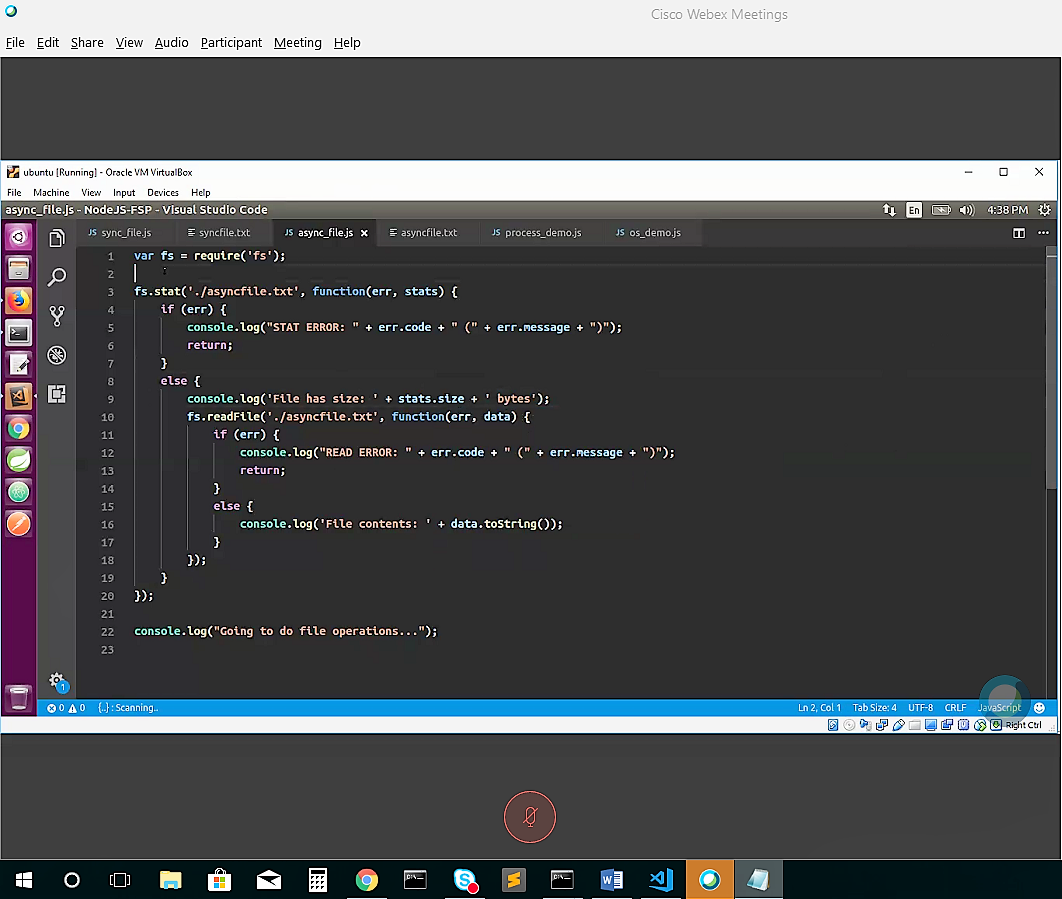 Cisco Webex Meetings
File Edit Share View Audio Participant Meeting Help
ubuntu [Running] - Oracle VM VirtualBox
File Machine View Input Devices Help
async_file.js - NodeJS-FSP - Visual Studio Code
En
4:38 PM
JS sync_file.js
syncfile.txt
JS async_file.js
asyncfile.txt
JS process_demo.js
JS os_demo.js
1 var fs = require('fs');
2
3 fs.stat('./asyncfile.txt', function(err, stats) {
4     if (err) {
5         console.log("STAT ERROR: " + err.code + " (" + err.message + ")");
6         return;
7     }
8     else {
9         console.log('File has size: ' + stats.size + ' bytes');
10         fs.readFile('./asyncfile.txt', function(err, data) {
11             if (err) {
12                 console.log("READ ERROR: " + err.code + " (" + err.message + ")");
13                 return;
14             }
15             else {
16                 console.log('File contents: ' + data.toString());
17             }
18         });
19     }
20 });
21
22 console.log("Going to do file operations...");
23
1
0 0 {..} : Scanning..
Ln 2, Col 1 Tab Size: 4 UTF-8 CRLF JavaScript
Right Ctrl